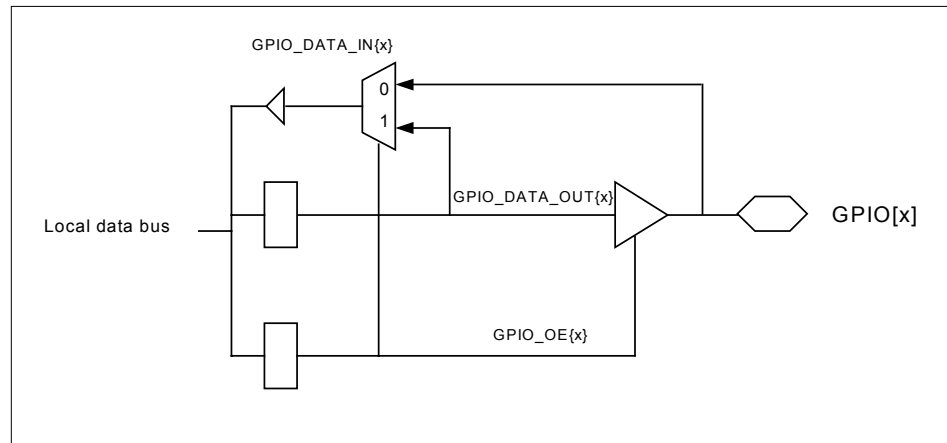 GPIO_DATA_IN{x}
0
1
GPIO_DATA_OUT{x}
Local data bus
GPIO[x]
GPIO_OE{x}